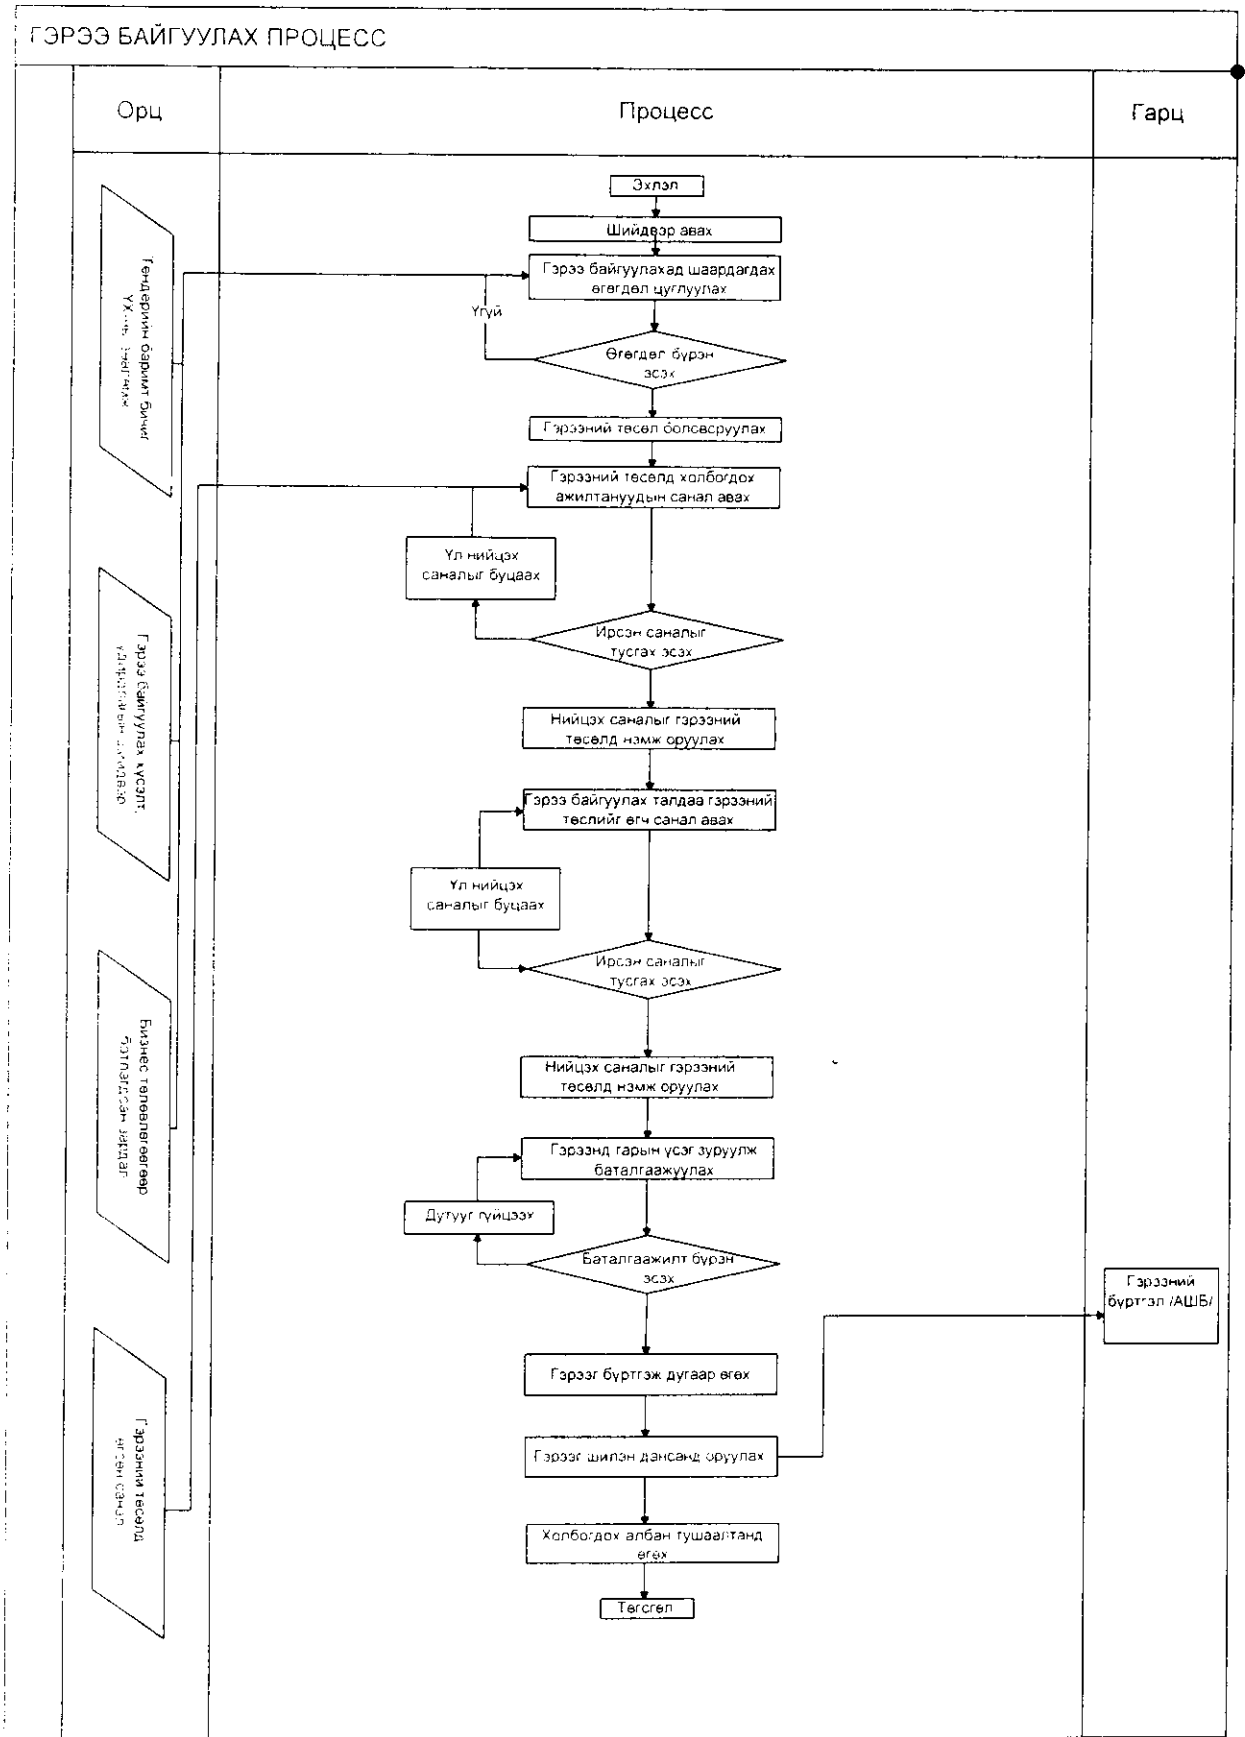 ГЭРЭЭ БАЙГУУЛАХ ПРОЦЕСС
Орц
Процесс
Гарц
Эхлэл
Шийдвэр авах
Гэрээ байгуулахад шаардагдах
өгөгдөл цуглуулах
Үгүй
Өгөгдөл бүрэн
эсэх
Гэрээний төсөл боловсруулах
Гэрээний төсөлд холбогдох
ажилтануудын санал авах
Үл нийцэх
саналыг буцаах
Ирсэн саналыг
тусгах эсэх
Нийцэх саналыг гэрээний
төсөлд нэмж оруулах
Гэрээ байгуулах талдаа гэрээний
төслийг өгч санал авах
Үл нийцэх
саналыг буцаах
Ирсэн саналыг
тусгах эсэх
Нийцэх саналыг гэрээний
төсөлд нэмж оруулах
Гэрээнд гарын үсэг зуруулж
баталгаажуулах
Дутууг гүйцээх
Баталгаажилт бүрэн
эсэх
Гэрээг бүртгэж дугаар өгөх
Гэрээг шилэн дансанд оруулах
Холбогдох албан тушаалтанд
өгөх
Төгсгөл
Тендерийн баримт бичиг
Гэрээ байгуулах хүсэлт,
Бизнес төлөвлөгөөгөөр
батлагдсан зардал
Гэрээний төсөлд
өгсөн санал
Гэрээний
бүртгэл /АШБ/